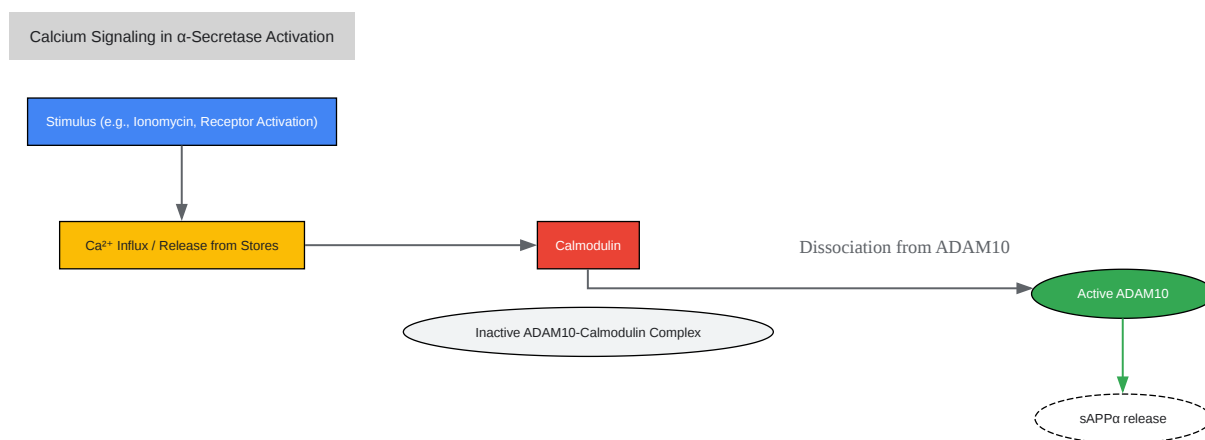 Calcium Signaling in α-Secretase Activation
Stimulus (e.g., Ionomycin, Receptor Activation)
Ca²⁺ Influx / Release from Stores
Calmodulin
Dissociation from ADAM10
Active ADAM10
Inactive ADAM10-Calmodulin Complex
sAPPα release